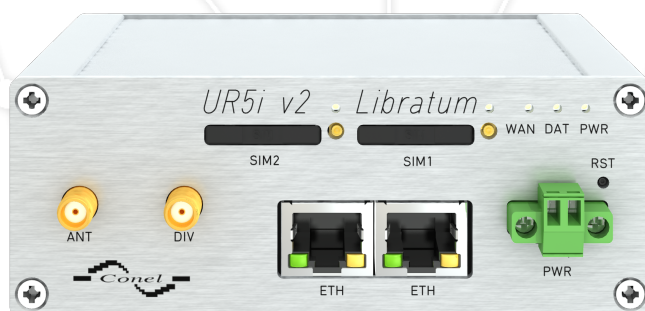 UR5i v2 Libratum
WAN DAT PWR
SIM2 SIM1
RST
ANT DIV
Conel
ETH ETH
PWR